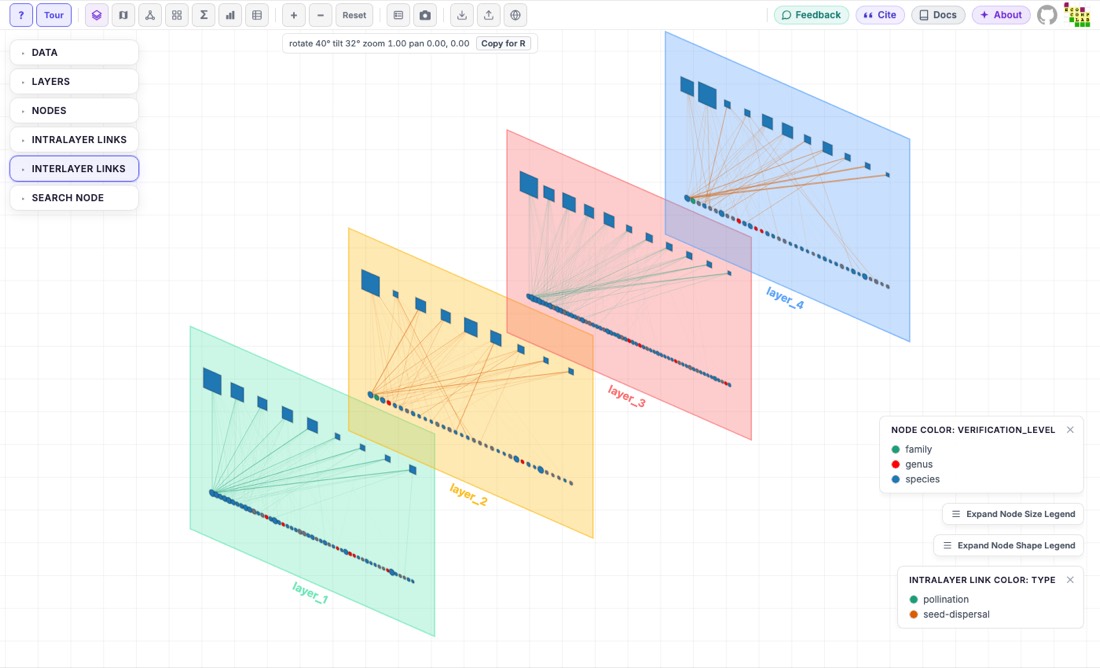 ?
Tour
Σ
+
−
Reset
Feedback
Cite
Docs
About
rotate 40° tilt 32° zoom 1.00 pan 0.00, 0.00
Copy for R
DATA
LAYERS
NODES
INTRALAYER LINKS
INTERLAYER LINKS
SEARCH NODE
layer_4
layer_3
layer_2
layer_1
NODE COLOR: VERIFICATION_LEVEL
family
genus
species
Expand Node Size Legend
Expand Node Shape Legend
INTRALAYER LINK COLOR: TYPE
pollination
seed-dispersal